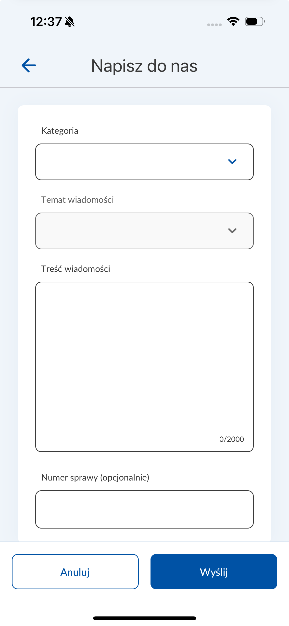 12:37
Napisz do nas
Kategoria
Temat wiadomości
Treść wiadomości
0/2000
Numer sprawy (opcjonalnie)
Anuluj
Wyślij